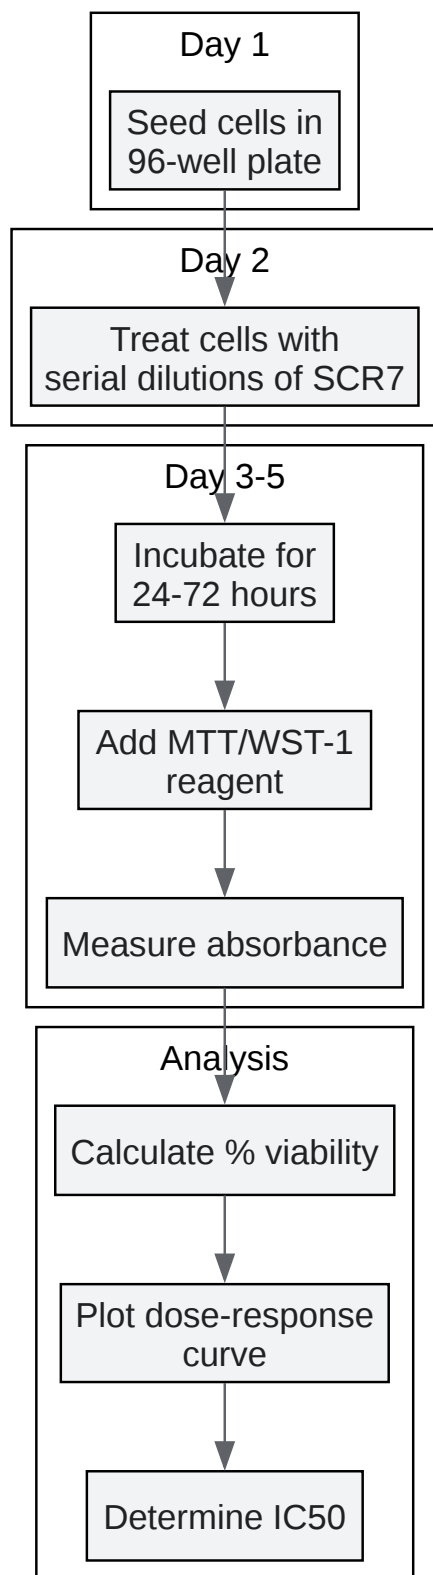 Day 1
Seed cells in
96-well plate
Day 2
Treat cells with
serial dilutions of SCR7
Day 3-5
Incubate for
24-72 hours
Add MTT/WST-1
reagent
Measure absorbance
Analysis
Calculate % viability
Plot dose-response
curve
Determine IC50